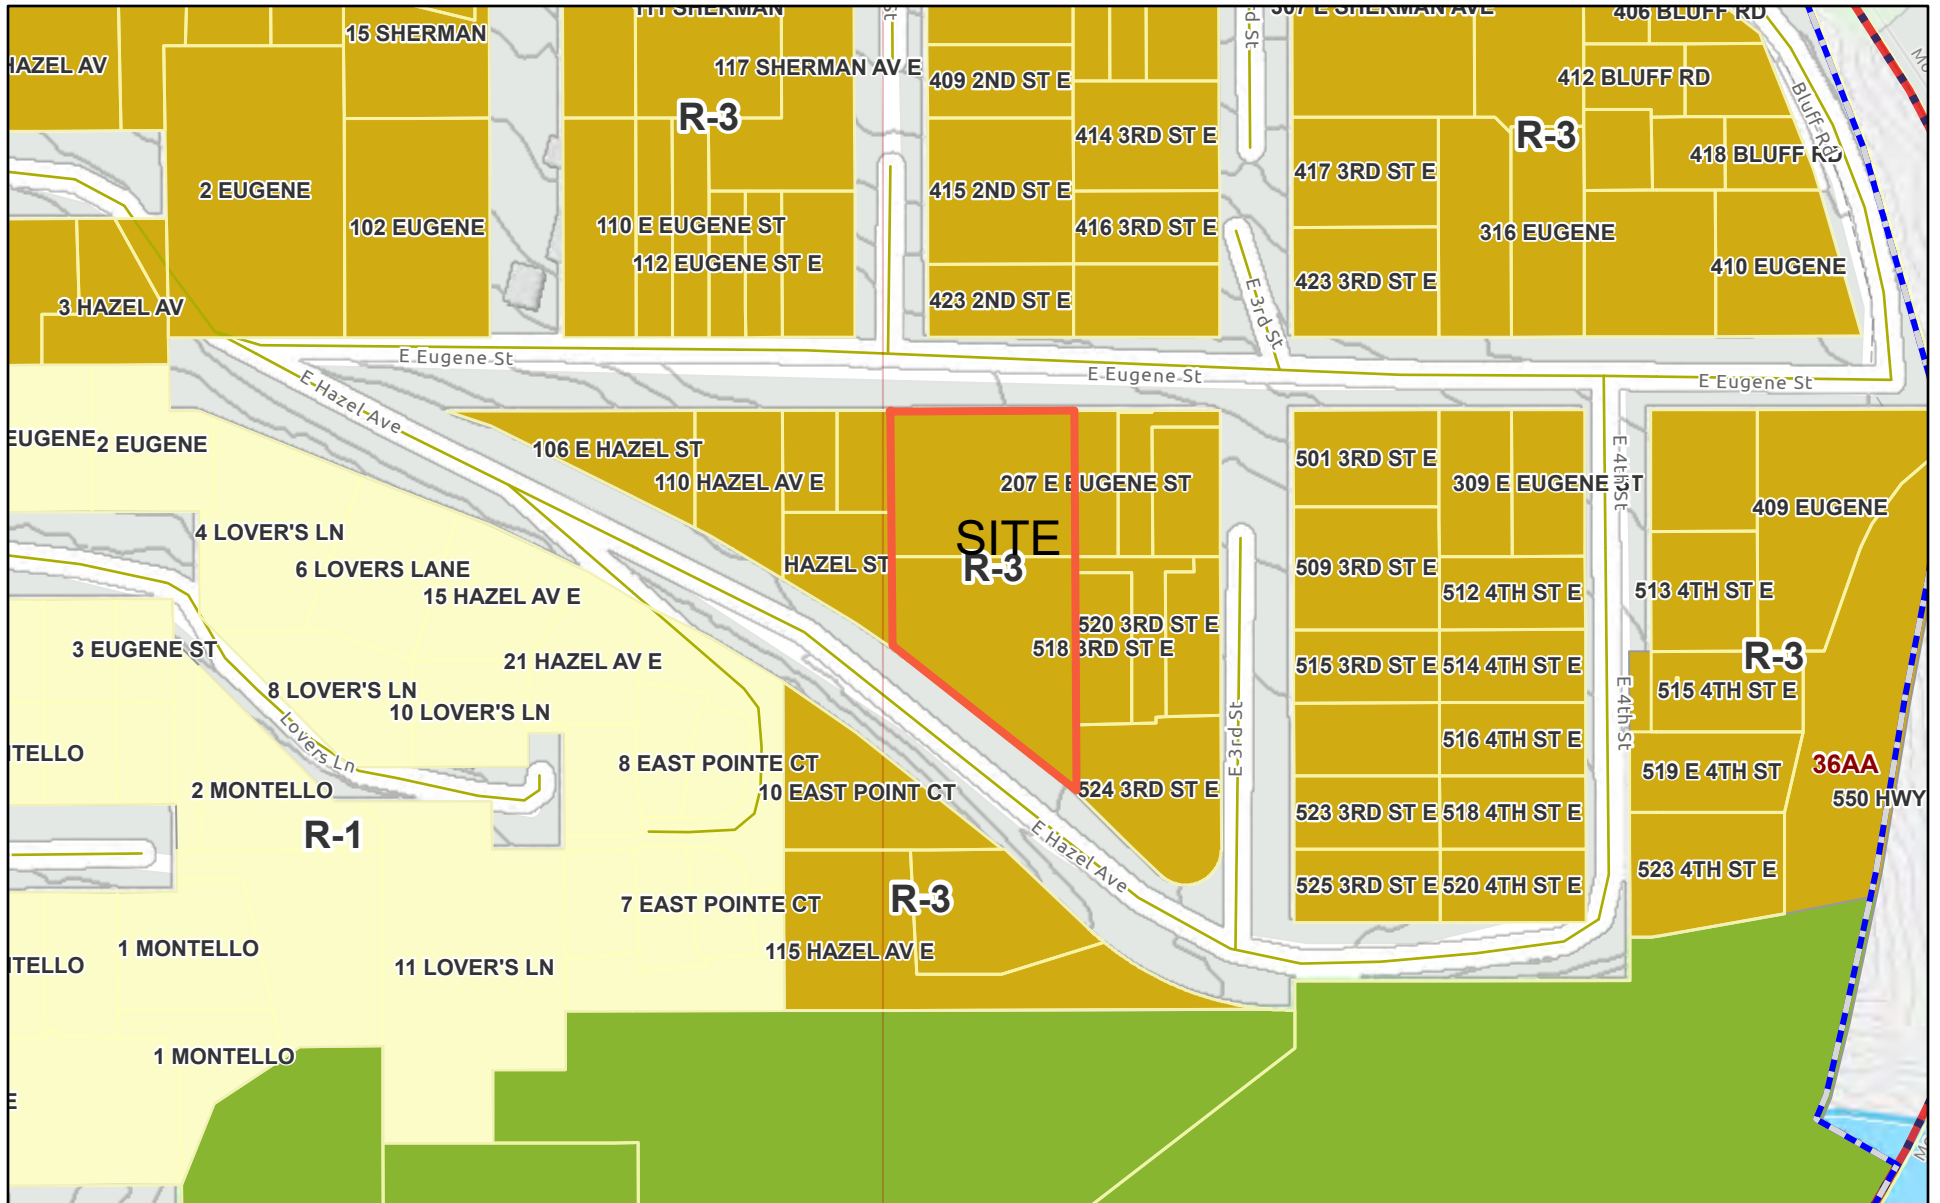 111 SHERMAN
307 E SHERMAN AVE
406 BLUFF RD
15 SHERMAN
HAZEL AV
117 SHERMAN AV E
409 2ND ST E
412 BLUFF RD
St
d St
R-3
414 3RD ST E
R-3
Bluff Rd
418 BLUFF RD
417 3RD ST E
2 EUGENE
415 2ND ST E
102 EUGENE
110 E EUGENE ST
416 3RD ST E
316 EUGENE
112 EUGENE ST E
410 EUGENE
423 3RD ST E
3 HAZEL AV
423 2ND ST E
E 3rd St
E Eugene St
E Eugene St
E Eugene St
E Hazel Ave
EUGENE
2 EUGENE
106 E HAZEL ST
110 HAZEL AV E
207 E EUGENE ST
501 3RD ST E
309 E EUGENE ST
E 4th St
409 EUGENE
4 LOVER'S LN
SITE
R-3
HAZEL ST
6 LOVERS LANE
509 3RD ST E
15 HAZEL AV E
512 4TH ST E
513 4TH ST E
520 3RD ST E
3 EUGENE ST
518 3RD ST E
21 HAZEL AV E
515 3RD ST E
514 4TH ST E
R-3
8 LOVER'S LN
515 4TH ST E
10 LOVER'S LN
Lovers Ln
E 3rd St
E 4th St
516 4TH ST E
8 EAST POINTE CT
36AA
519 E 4TH ST
2 MONTELLO
10 EAST POINT CT
524 3RD ST E
550 HWY
R-1
523 3RD ST E
518 4TH ST E
E Hazel Ave
523 4TH ST E
525 3RD ST E
520 4TH ST E
7 EAST POINTE CT
R-3
1 MONTELLO
115 HAZEL AV E
11 LOVER'S LN
1 MONTELLO